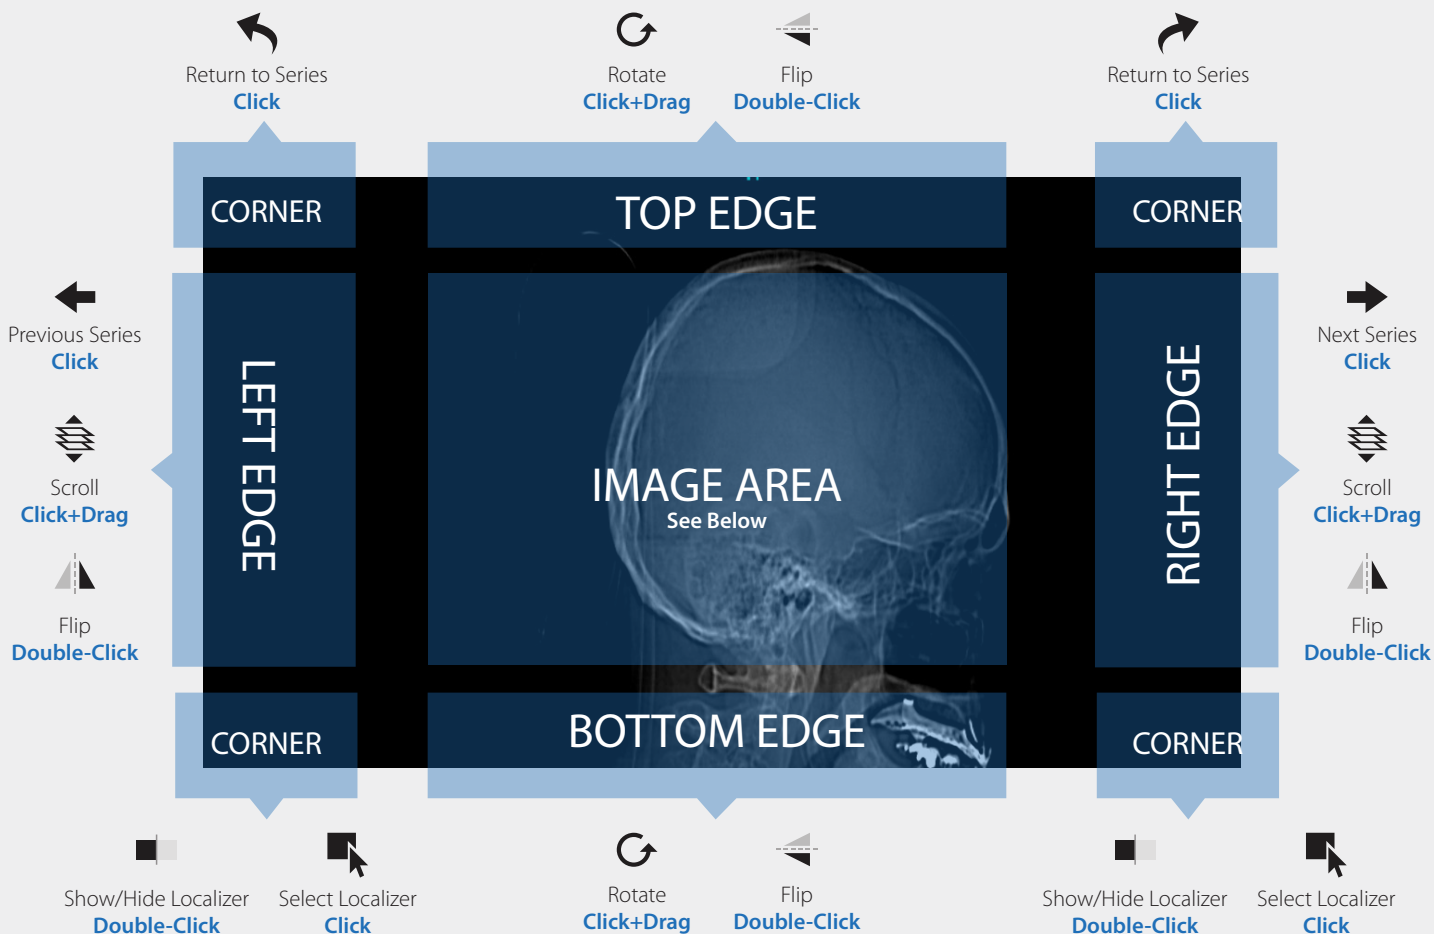 Return to Series
Click
Rotate
Click+Drag
Flip
Double-Click
Return to Series
Click
CORNER
TOP EDGE
CORNER
Previous Series
Click
Scroll
Click+Drag
Flip
Double-Click
LEFT EDGE
IMAGE AREA
See Below
RIGHT EDGE
Next Series
Click
Scroll
Click+Drag
Flip
Double-Click
CORNER
BOTTOM EDGE
CORNER
Show/Hide Localizer
Double-Click
Select Localizer
Click
Rotate
Click+Drag
Flip
Double-Click
Show/Hide Localizer
Double-Click
Select Localizer
Click